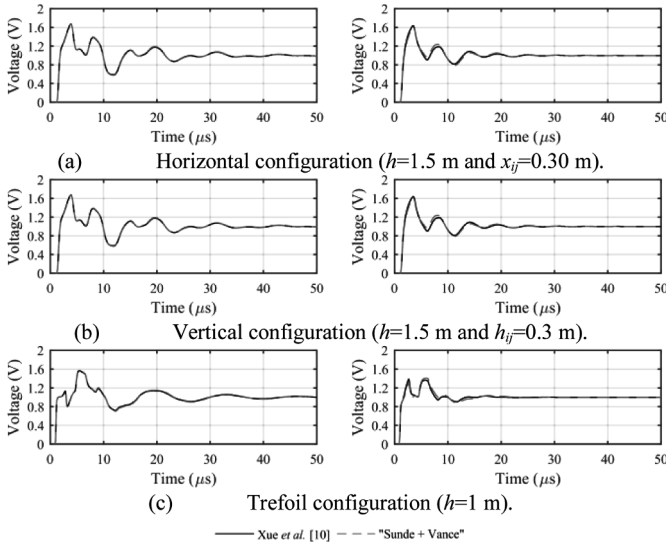 2
1.6
1.2
0.8
0.4
0
Voltage (V)
0 10 20 30 40 50
Time (μs)
2
1.6
1.2
0.8
0.4
0
Voltage (V)
0 10 20 30 40 50
Time (μs)
(a) Horizontal configuration (h=1.5 m and xij=0.30 m).
2
1.6
1.2
0.8
0.4
0
Voltage (V)
0 10 20 30 40 50
Time (μs)
2
1.6
1.2
0.8
0.4
0
Voltage (V)
0 10 20 30 40 50
Time (μs)
(b) Vertical configuration (h=1.5 m and hij=0.3 m).
2
1.6
1.2
0.8
0.4
0
Voltage (V)
0 10 20 30 40 50
Time (μs)
2
1.6
1.2
0.8
0.4
0
Voltage (V)
0 10 20 30 40 50
Time (μs)
(c) Trefoil configuration (h=1 m).
Xue et al. [10] "Sunde + Vance"